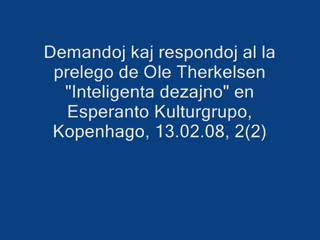 Demandoj kaj respondoj al la
prelego de Ole Therkelsen
"Inteligenta dezajno" en
Esperanto Kulturgrupo,
Kopenhago, 13.02.08, 2(2)